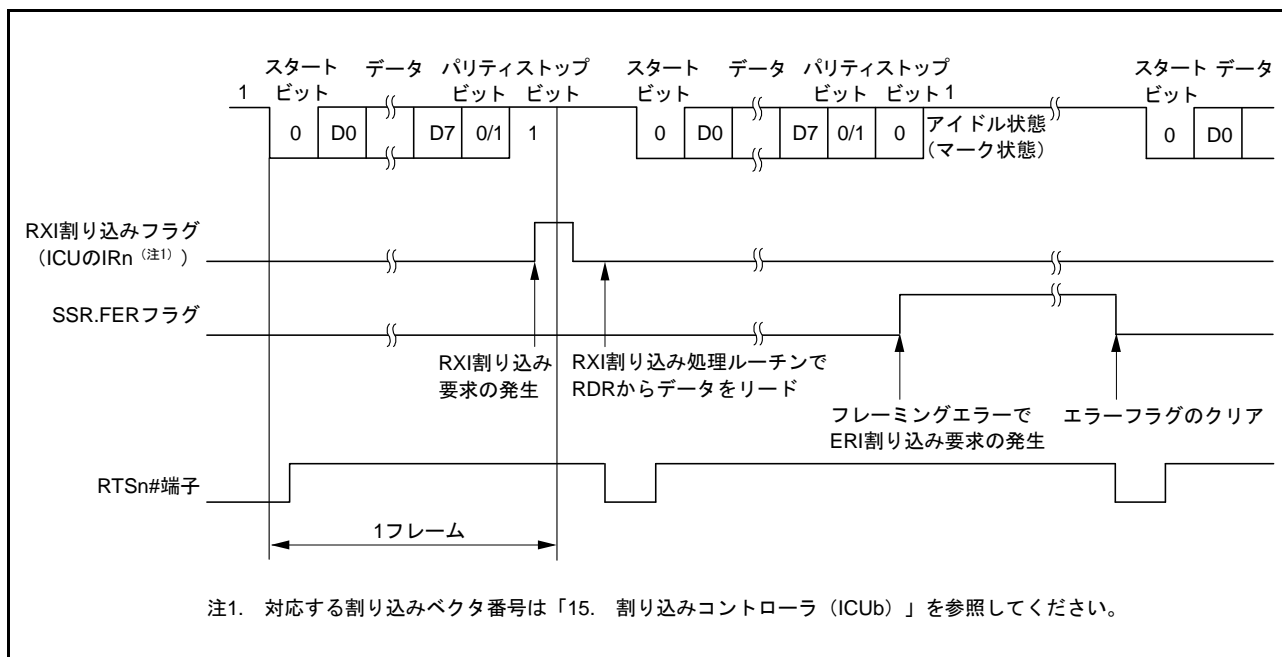 スタート データ パリティストップ スタート データ パリティストップ スタート データ
1 ビット ビット ビット ビット ビット ビット 1 ビット
0 D0 D7 0/1 1 0 D0 D7 0/1 0 アイドル状態 0 D0
（マーク状態）
RXI割り込みフラグ
（ICUのIRn（注1））
SSR.FERフラグ
RXI割り込み RXI割り込み処理ルーチンで
要求の発生 RDRからデータをリード
フレーミングエラーで エラーフラグのクリア
ERI割り込み要求の発生
RTSn#端子
1フレーム
注1. 対応する割り込みベクタ番号は「15. 割り込みコントローラ（ICUb）」を参照してください。